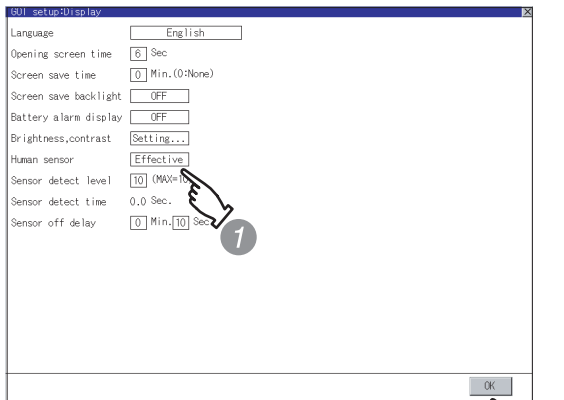 GOT setup:Display
Language English
Opening screen time 6 Sec
Screen save time 0 Min.(0:None)
Screen save backlight OFF
Battery alarm display OFF
Brightness,contrast Setting...
Human sensor Effective
Sensor detect level 10 (MAX=10
Sensor detect time 0.0 Sec.
Sensor off delay 0 Min. 10 Sec
1
OK